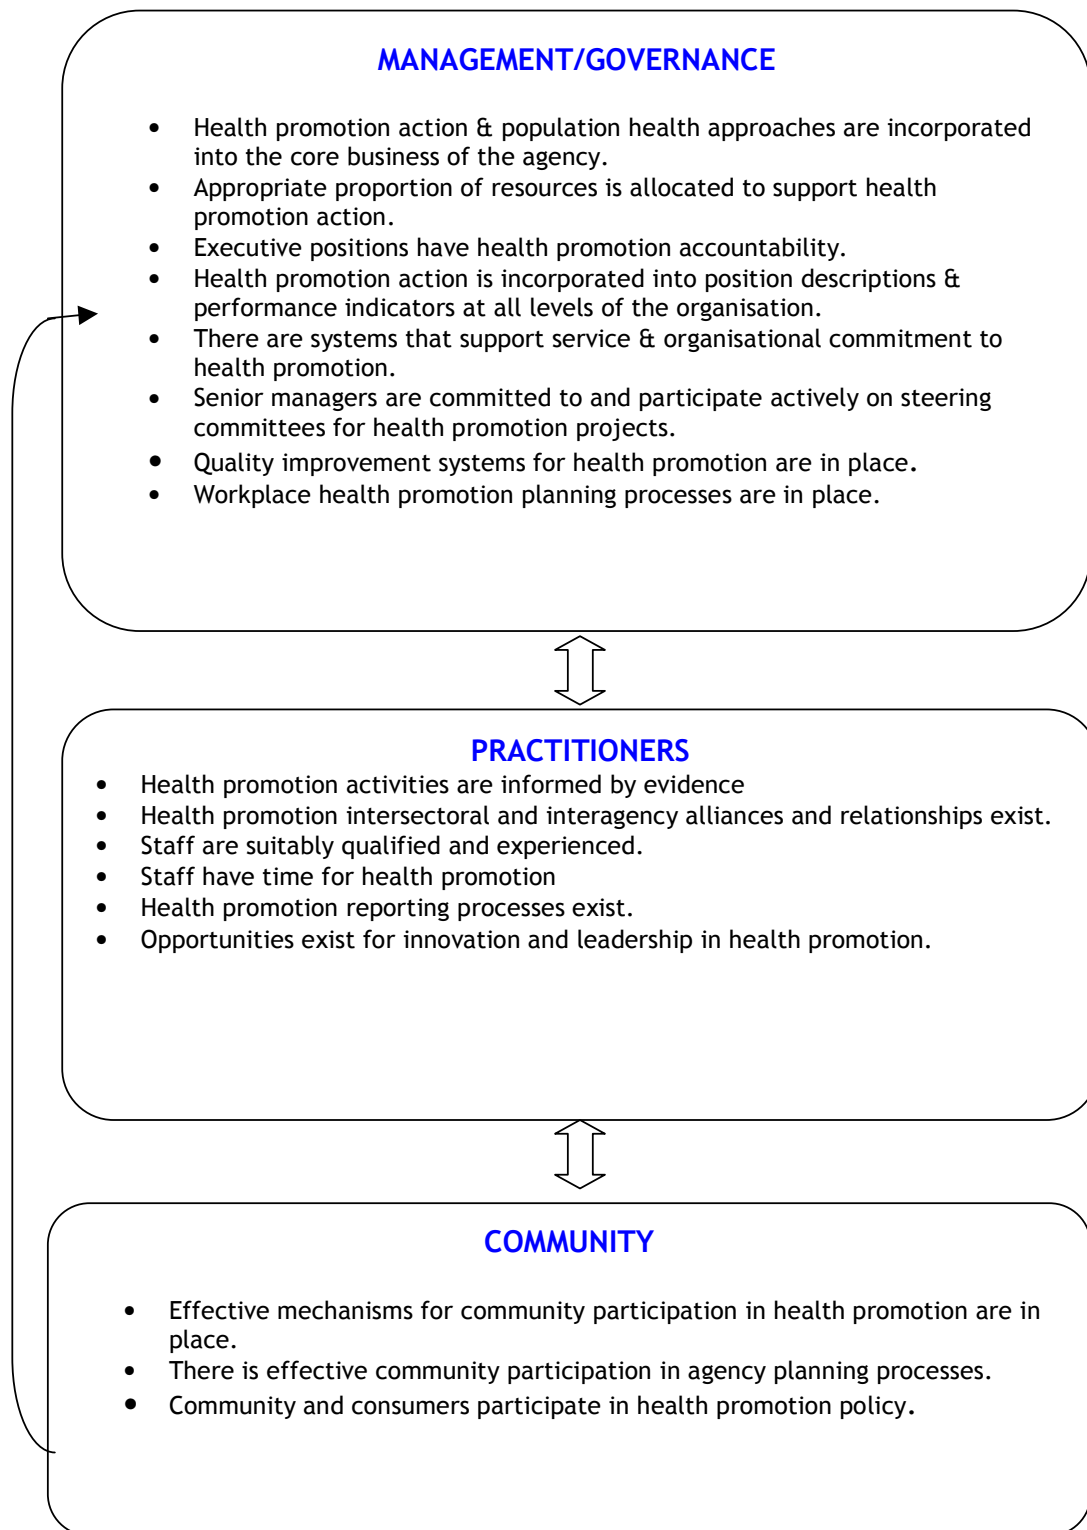 MANAGEMENT/GOVERNANCE
• Health promotion action & population health approaches are incorporated
into the core business of the agency.
• Appropriate proportion of resources is allocated to support health
promotion action.
• Executive positions have health promotion accountability.
• Health promotion action is incorporated into position descriptions &
performance indicators at all levels of the organisation.
• There are systems that support service & organisational commitment to
health promotion.
• Senior managers are committed to and participate actively on steering
committees for health promotion projects.
• Quality improvement systems for health promotion are in place.
• Workplace health promotion planning processes are in place.
PRACTITIONERS
• Health promotion activities are informed by evidence
• Health promotion intersectoral and interagency alliances and relationships exist.
• Staff are suitably qualified and experienced.
• Staff have time for health promotion
• Health promotion reporting processes exist.
• Opportunities exist for innovation and leadership in health promotion.
COMMUNITY
• Effective mechanisms for community participation in health promotion are in
place.
• There is effective community participation in agency planning processes.
• Community and consumers participate in health promotion policy.